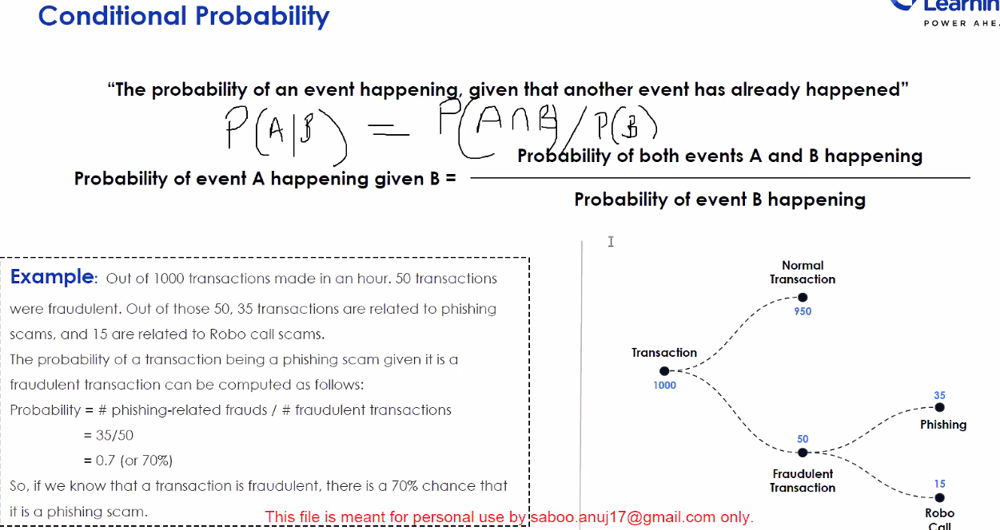 Conditional Probability
Learnin
POWER AHEA
"The probability of an event happening, given that another event has already happened"
P(A|B) = P(A∩B)/P(B)
Probability of both events A and B happening
Probability of event A happening given B =
Probability of event B happening
Example: Out of 1000 transactions made in an hour. 50 transactions
were fraudulent. Out of those 50, 35 transactions are related to phishing
scams, and 15 are related to Robo call scams.
The probability of a transaction being a phishing scam given it is a
fraudulent transaction can be computed as follows:
Probability = # phishing-related frauds / # fraudulent transactions
= 35/50
= 0.7 (or 70%)
So, if we know that a transaction is fraudulent, there is a 70% chance that
it is a phishing scam.
Normal
Transaction
950
Transaction
1000
35
Phishing
50
Fraudulent
Transaction
15
Robo
Call
This file is meant for personal use by saboo.anuj17@gmail.com only.